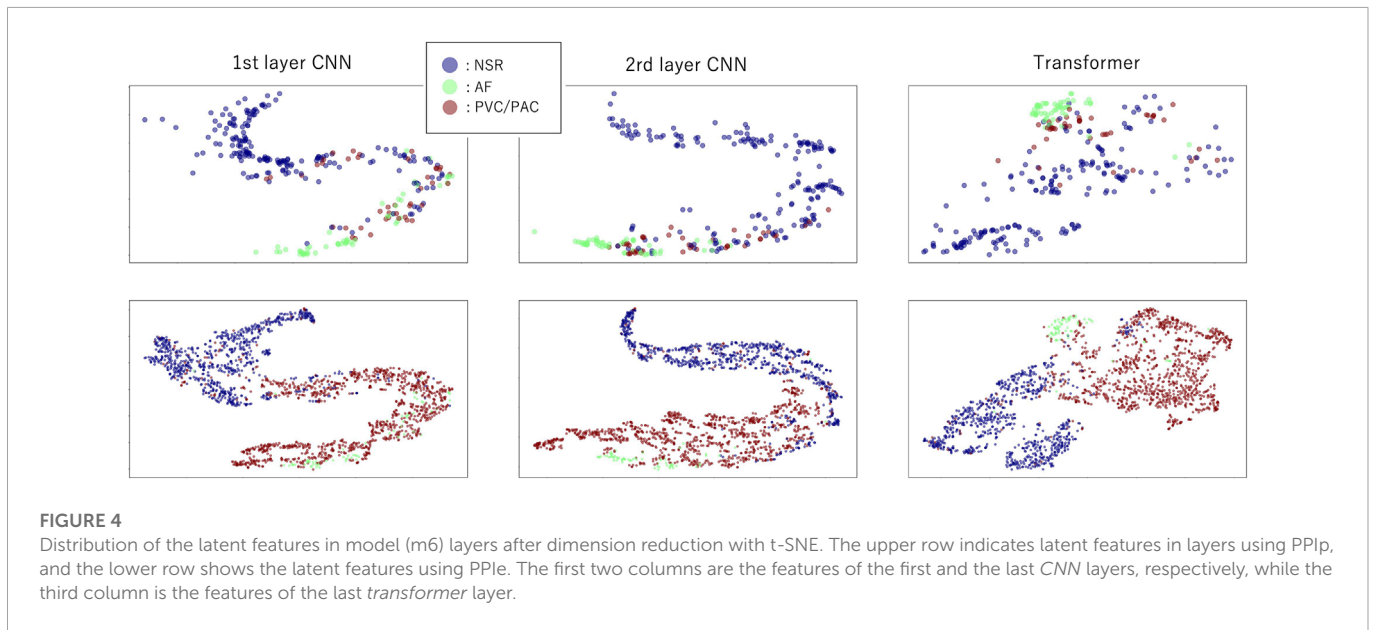 1st layer CNN
: NSR
: AF
: PVC/PAC
2rd layer CNN
Transformer
FIGURE 4
Distribution of the latent features in model (m6) layers after dimension reduction with t-SNE. The upper row indicates latent features in layers using PPIp,
and the lower row shows the latent features using PPIe. The first two columns are the features of the first and the last CNN layers, respectively, while the
third column is the features of the last transformer layer.